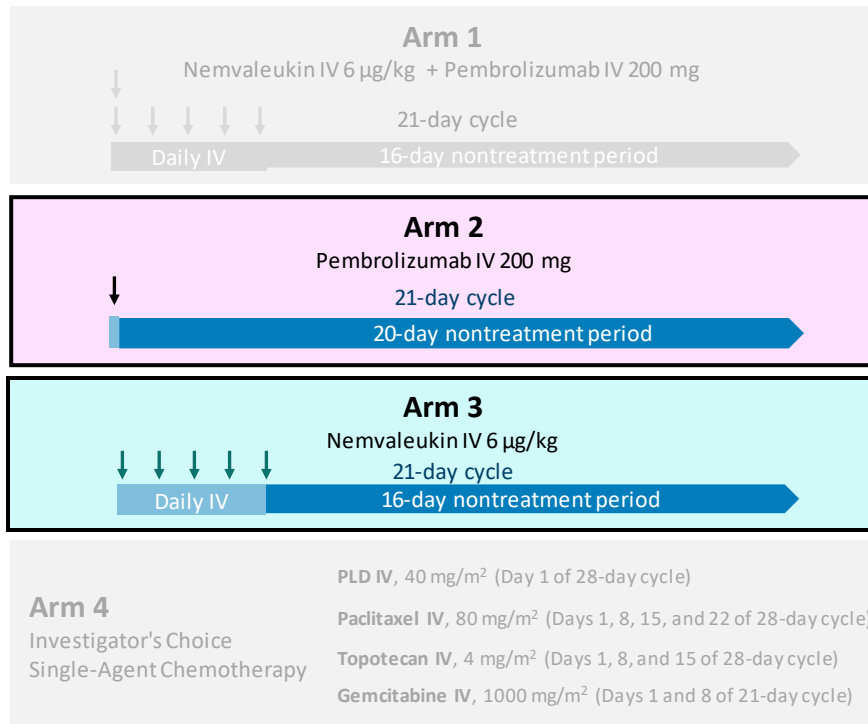 Arm 1
Nemvaleukin IV 6 µg/kg + Pembrolizumab IV 200 mg
21-day cycle
Daily IV 16-day nontreatment period
Arm 2
Pembrolizumab IV 200 mg
21-day cycle
20-day nontreatment period
Arm 3
Nemvaleukin IV 6 µg/kg
21-day cycle
Daily IV 16-day nontreatment period
Arm 4
Investigator's Choice
Single-Agent Chemotherapy
PLD IV, 40 mg/m² (Day 1 of 28-day cycle)
Paclitaxel IV, 80 mg/m² (Days 1, 8, 15, and 22 of 28-day cycle)
Topotecan IV, 4 mg/m² (Days 1, 8, and 15 of 28-day cycle)
Gemcitabine IV, 1000 mg/m² (Days 1 and 8 of 21-day cycle)